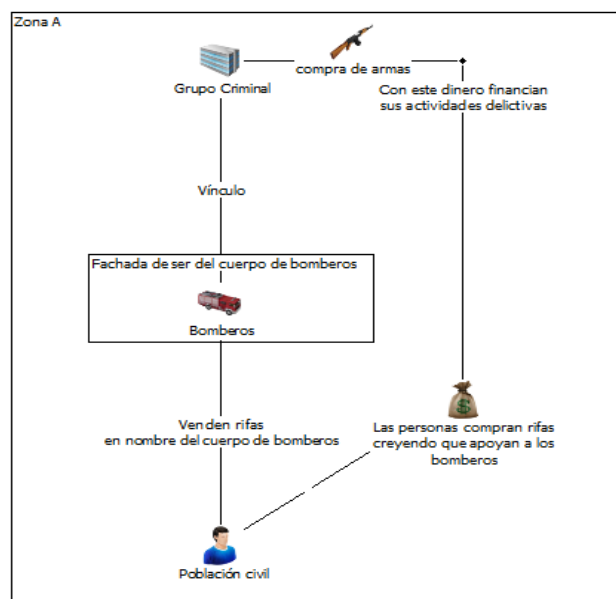 Zona A
compra de armas
Grupo Criminal
Con este dinero financian
sus actividades delictivas
Vínculo
Fachada de ser del cuerpo de bomberos
Bomberos
Venden rifas
en nombre del cuerpo de bomberos
Las personas compran rifas
creyendo que apoyan a los
bomberos
Población civil